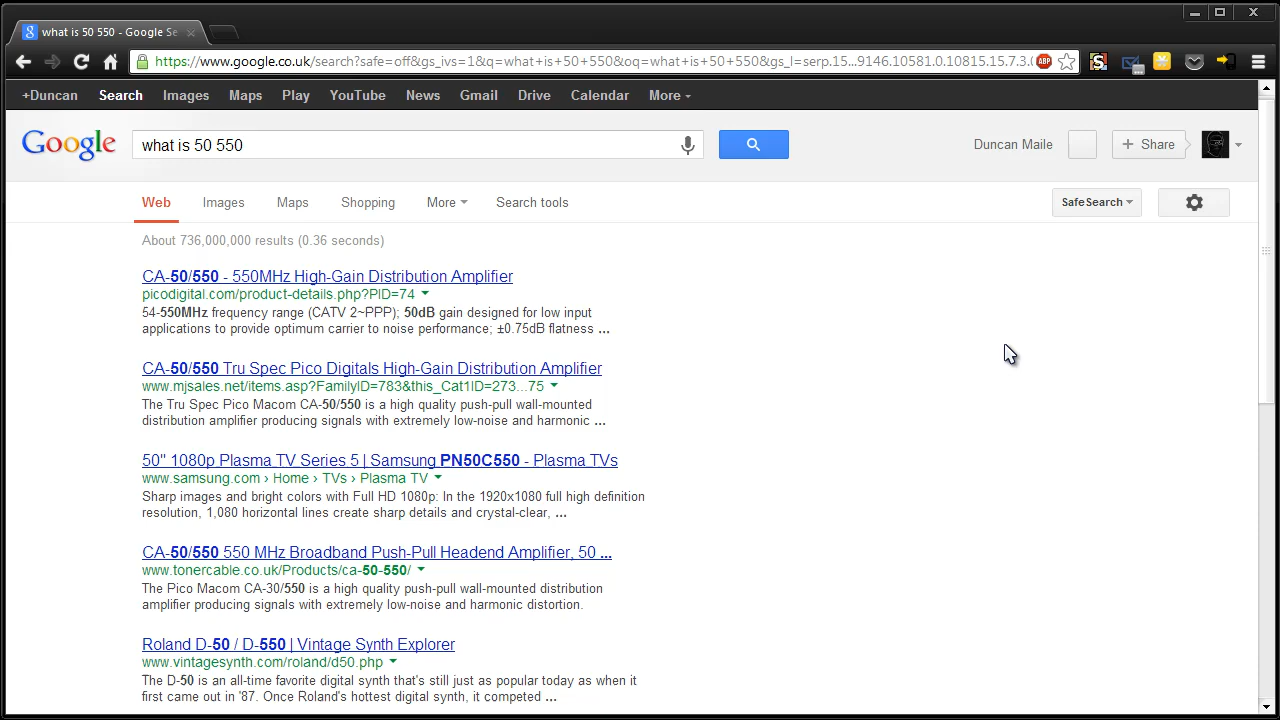 what is 50 550 - Google Se
https://www.google.co.uk/search?safe=off&gs_ivs=1&q=what+is+50+550&oq=what+is+50+550&gs_l=serp.15...9146.10581.0.10815.15.7.3.0
ABP
+Duncan Search Images Maps Play YouTube News Gmail Drive Calendar More
Google what is 50 550 Duncan Maile + Share
Web Images Maps Shopping More Search tools SafeSearch
About 736,000,000 results (0.36 seconds)
CA-50/550 - 550MHz High-Gain Distribution Amplifier
picodigital.com/product-details.php?PID=74
54-550MHz frequency range (CATV 2~PPP); 50dB gain designed for low input
applications to provide optimum carrier to noise performance; ±0.75dB flatness ...
CA-50/550 Tru Spec Pico Digitals High-Gain Distribution Amplifier
www.mjsales.net/items.asp?FamilyID=783&this_Cat1ID=273...75
The Tru Spec Pico Macom CA-50/550 is a high quality push-pull wall-mounted
distribution amplifier producing signals with extremely low-noise and harmonic ...
50" 1080p Plasma TV Series 5 | Samsung PN50C550 - Plasma TVs
www.samsung.com › Home › TVs › Plasma TV
Sharp images and bright colors with Full HD 1080p: In the 1920x1080 full high definition
resolution, 1,080 horizontal lines create sharp details and crystal-clear, ...
CA-50/550 550 MHz Broadband Push-Pull Headend Amplifier, 50 ...
www.tonercable.co.uk/Products/ca-50-550/
The Pico Macom CA-30/550 is a high quality push-pull wall-mounted distribution
amplifier producing signals with extremely low-noise and harmonic distortion.
Roland D-50 / D-550 | Vintage Synth Explorer
www.vintagesynth.com/roland/d50.php
The D-50 is an all-time favorite digital synth that's still just as popular today as when it
first came out in '87. Once Roland's hottest digital synth, it competed ...